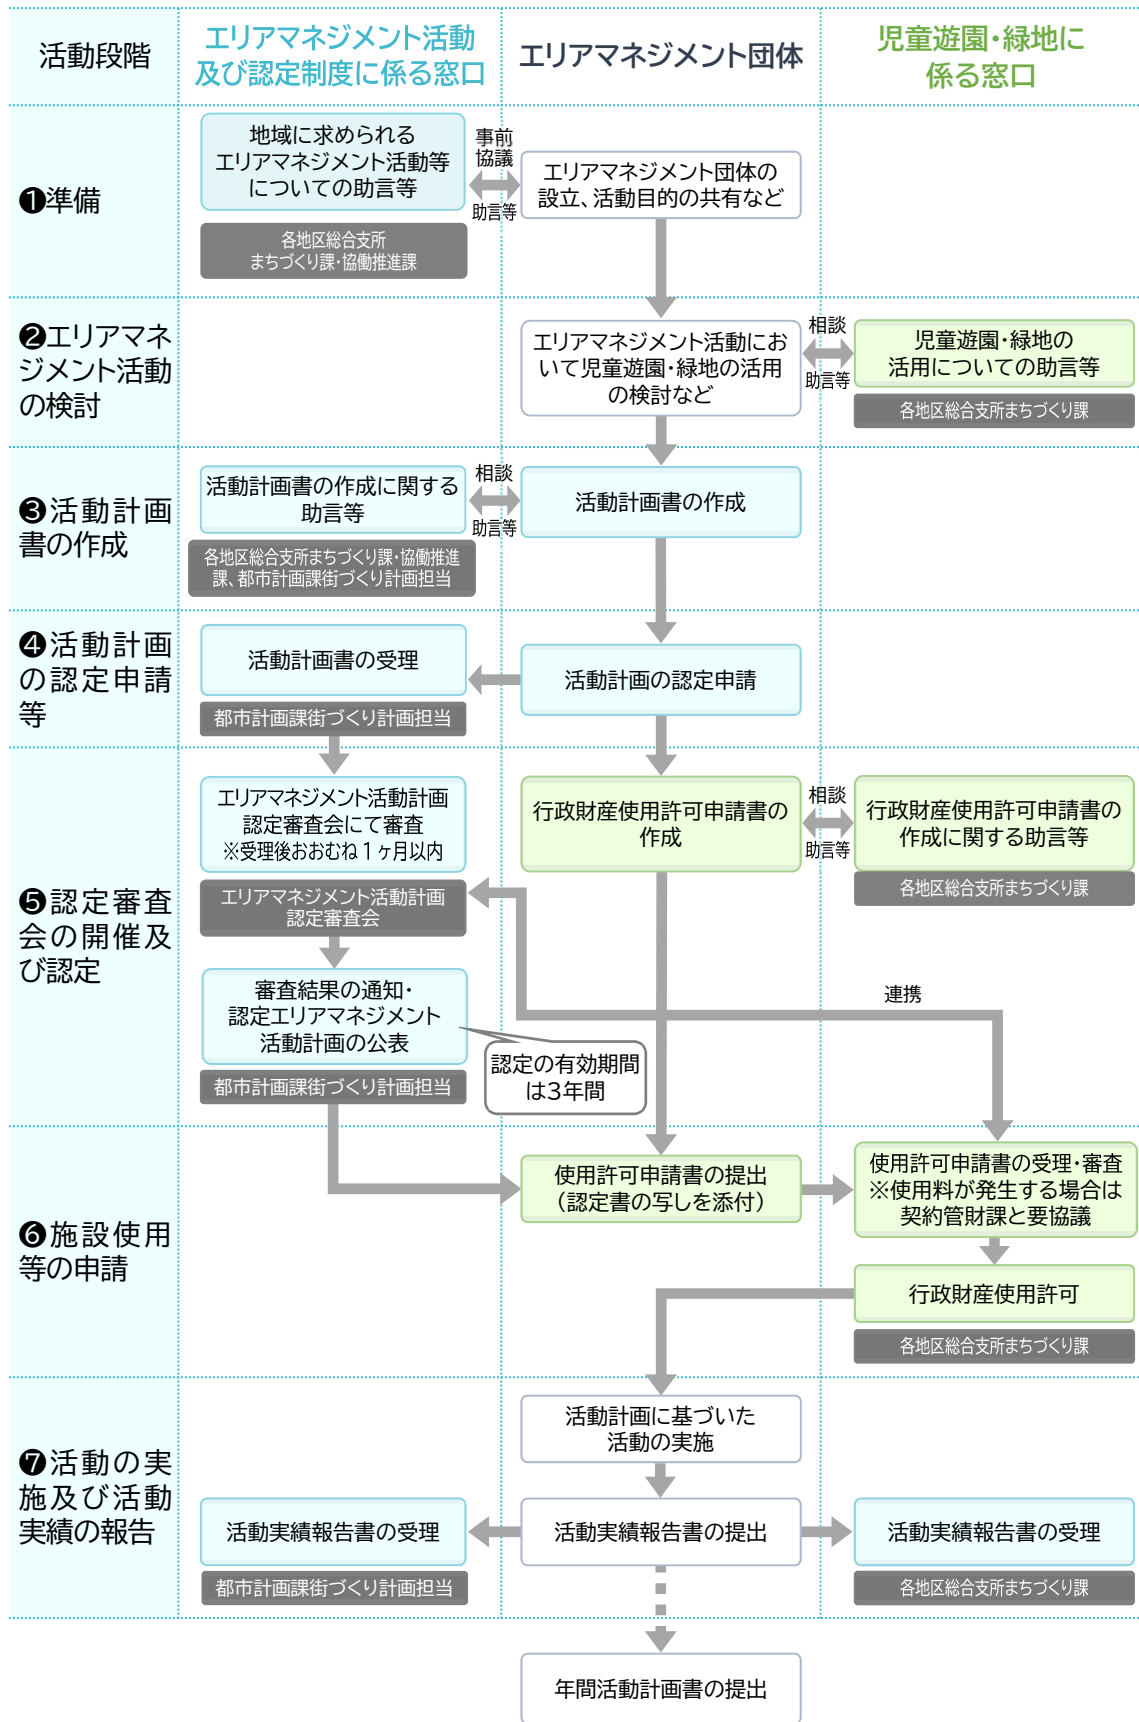 活動段階
エリアマネジメント活動
及び認定制度に係る窓口
エリアマネジメント団体
児童遊園・緑地に
係る窓口
❶準備
地域に求められる
エリアマネジメント活動等
についての助言等
各地区総合支所
まちづくり課・協働推進課
事前
協議
助言等
エリアマネジメント団体の
設立、活動目的の共有など
❷エリアマネ
ジメント活動
の検討
エリアマネジメント活動にお
いて児童遊園・緑地の活用
の検討など
相談
助言等
児童遊園・緑地の
活用についての助言等
各地区総合支所まちづくり課
❸活動計画
書の作成
活動計画書の作成に関する
助言等
各地区総合支所まちづくり課・協働推進
課、都市計画課街づくり計画担当
相談
助言等
活動計画書の作成
❹活動計画
の認定申請
等
活動計画書の受理
都市計画課街づくり計画担当
活動計画の認定申請
❺認定審査
会の開催及
び認定
エリアマネジメント活動計画
認定審査会にて審査
※受理後おおむね1ヶ月以内
エリアマネジメント活動計画
認定審査会
審査結果の通知・
認定エリアマネジメント
活動計画の公表
都市計画課街づくり計画担当
認定の有効期間
は3年間
行政財産使用許可申請書の
作成
相談
助言等
行政財産使用許可申請書の
作成に関する助言等
各地区総合支所まちづくり課
連携
❻施設使用
等の申請
使用許可申請書の提出
（認定書の写しを添付）
使用許可申請書の受理・審査
※使用料が発生する場合は
契約管財課と要協議
行政財産使用許可
各地区総合支所まちづくり課
❼活動の実
施及び活動
実績の報告
活動計画に基づいた
活動の実施
活動実績報告書の受理
都市計画課街づくり計画担当
活動実績報告書の提出
活動実績報告書の受理
各地区総合支所まちづくり課
年間活動計画書の提出